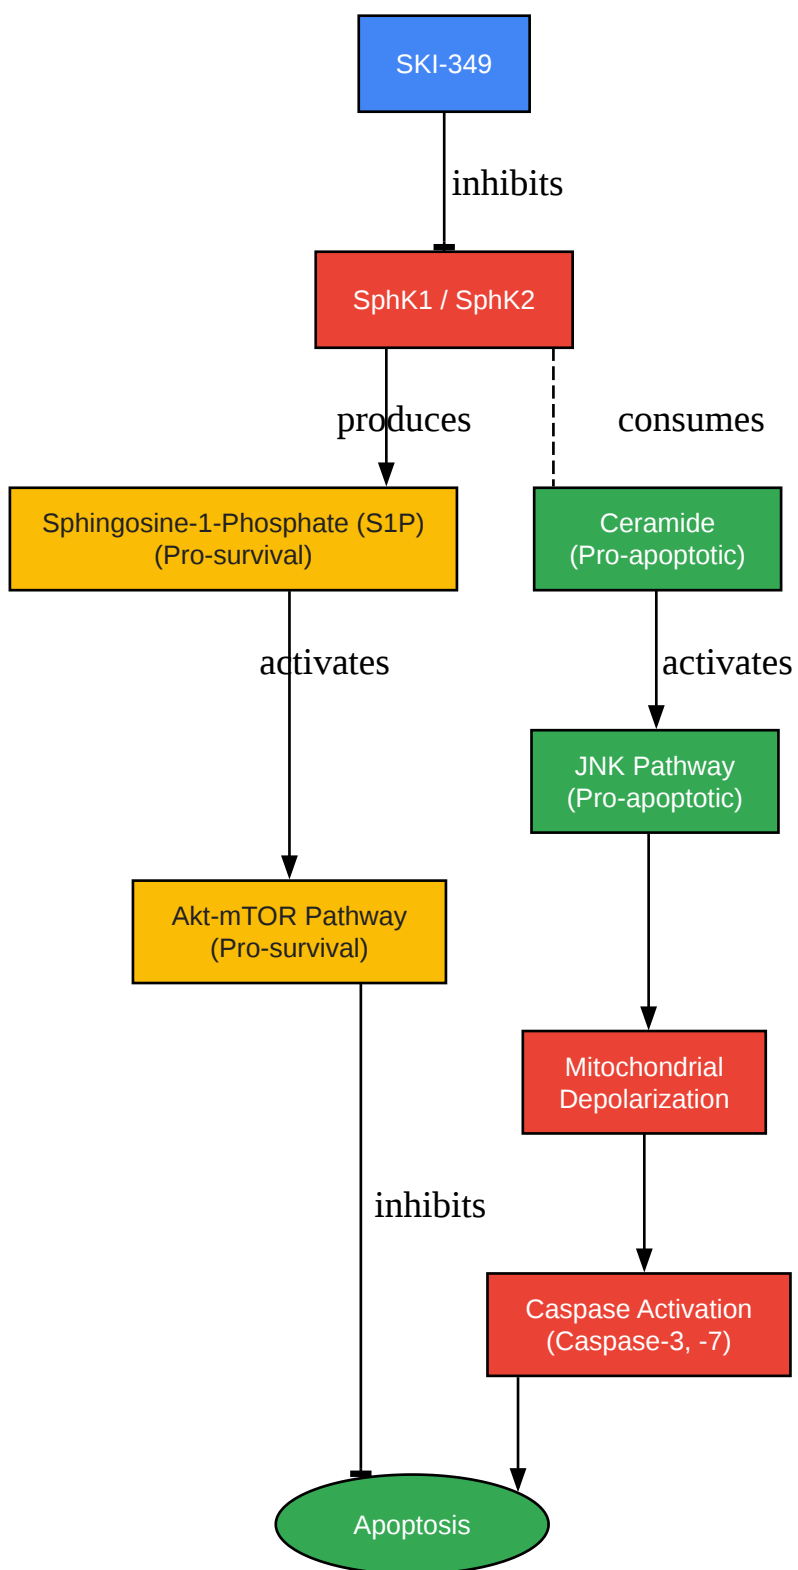 SKI-349
inhibits
SphK1 / SphK2
produces
consumes
Sphingosine-1-Phosphate (S1P)
(Pro-survival)
Ceramide
(Pro-apoptotic)
activates
activates
JNK Pathway
(Pro-apoptotic)
Akt-mTOR Pathway
(Pro-survival)
Mitochondrial
Depolarization
inhibits
Caspase Activation
(Caspase-3, -7)
Apoptosis